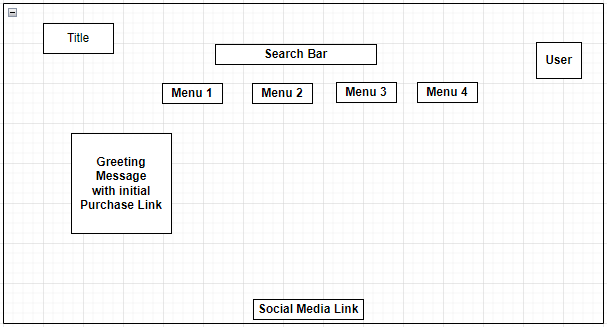 Title
Search Bar
User
Menu 1
Menu 2
Menu 3
Menu 4
Greeting
Message
with initial
Purchase Link
Social Media Link